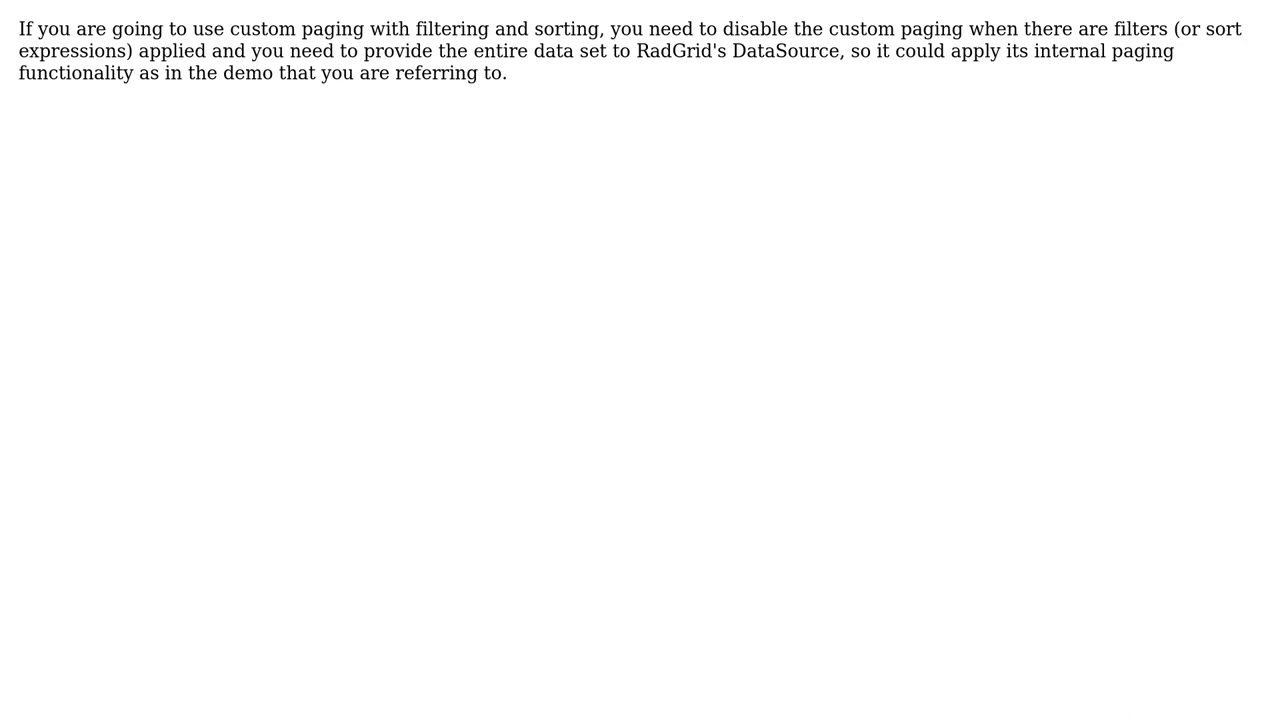 If you are going to use custom paging with filtering and sorting, you need to disable the custom paging when there are filters (or sort
expressions) applied and you need to provide the entire data set to RadGrid's DataSource, so it could apply its internal paging
functionality as in the demo that you are referring to.